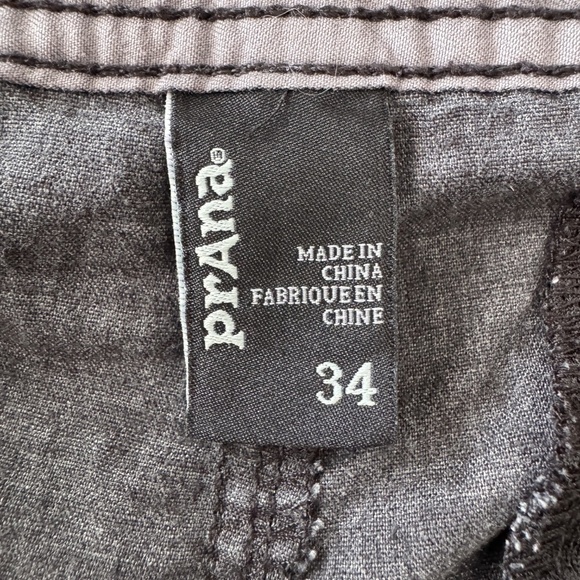 prAna®
MADE IN
CHINA
FABRIQUE EN
CHINE
34